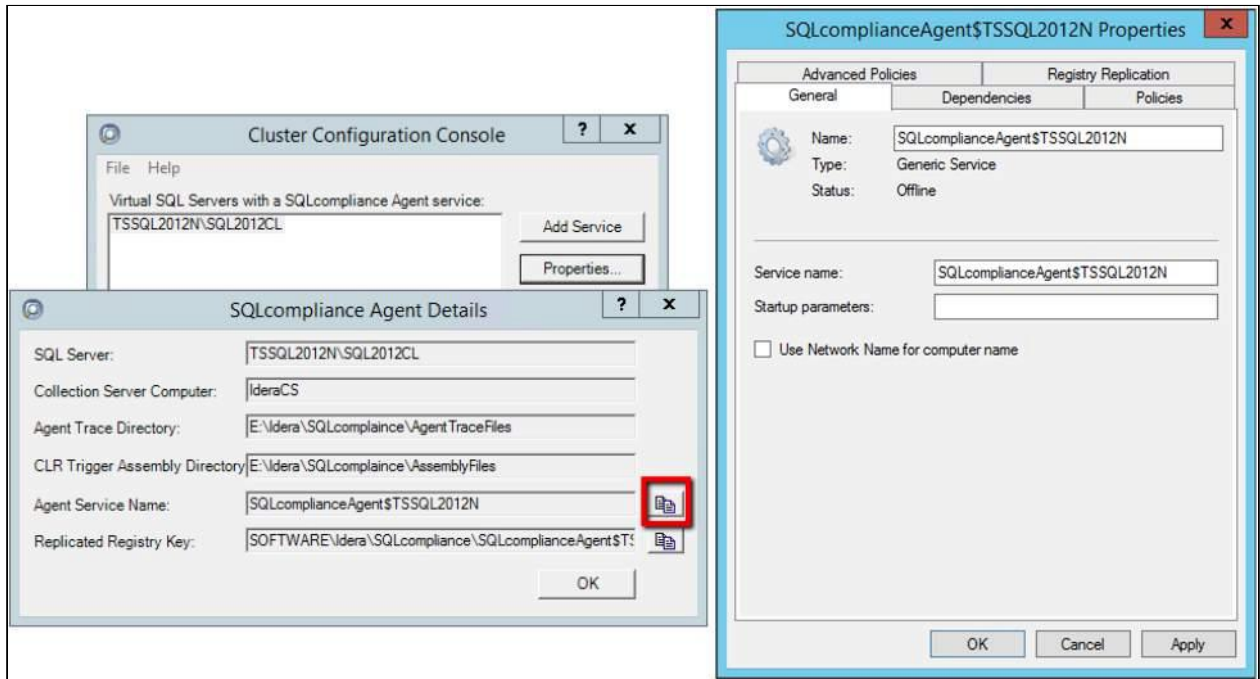 Cluster Configuration Console
? x
File Help
Virtual SQL Servers with a SQLcompliance Agent service:
TSSQL2012N\SQL2012CL
Add Service
Properties...
SQLcompliance Agent Details
? x
SQL Server: TSSQL2012N\SQL2012CL
Collection Server Computer: IderaCS
Agent Trace Directory: E:\Idera\SQLcomplaince\AgentTraceFiles
CLR Trigger Assembly Directory E:\Idera\SQLcomplaince\AssemblyFiles
Agent Service Name: SQLcomplianceAgent$TSSQL2012N
Replicated Registry Key: SOFTWARE\Idera\SQLcompliance\SQLcomplianceAgent$TS
OK
SQLcomplianceAgent$TSSQL2012N Properties
x
Advanced Policies Registry Replication
General Dependencies Policies
Name: SQLcomplianceAgent$TSSQL2012N
Type: Generic Service
Status: Offline
Service name: SQLcomplianceAgent$TSSQL2012N
Startup parameters:
Use Network Name for computer name
OK Cancel Apply